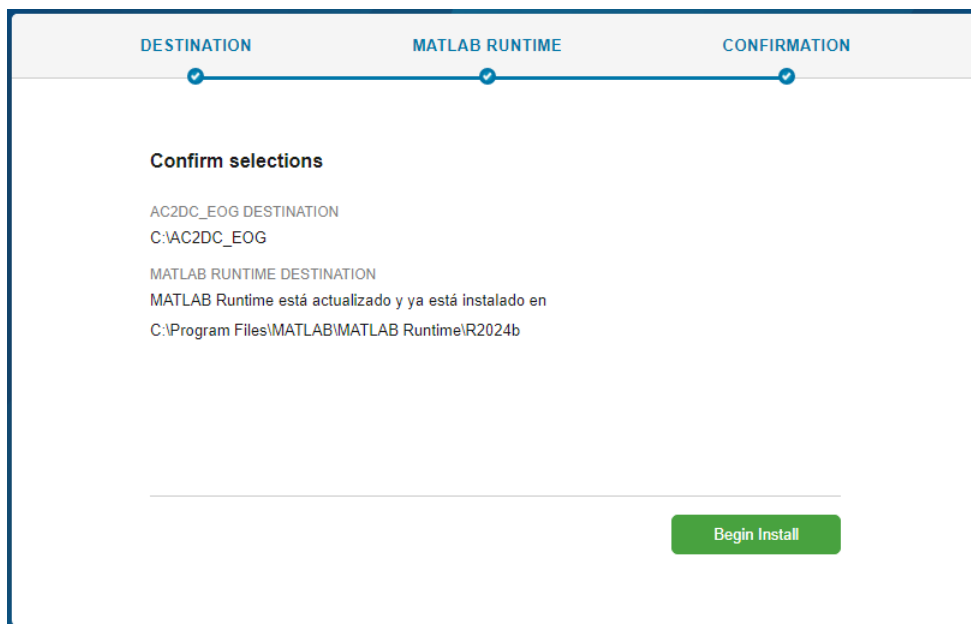 DESTINATION MATLAB RUNTIME CONFIRMATION
Confirm selections
AC2DC_EOG DESTINATION
C:\AC2DC_EOG
MATLAB RUNTIME DESTINATION
MATLAB Runtime está actualizado y ya está instalado en
C:\Program Files\MATLAB\MATLAB Runtime\R2024b
Begin Install